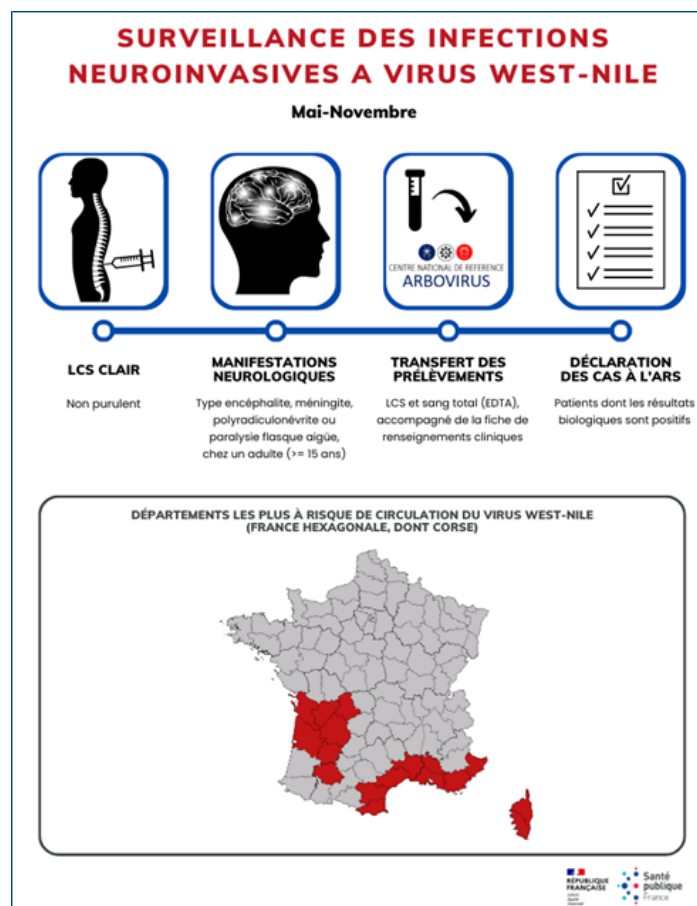 SURVEILLANCE DES INFECTIONS
NEUROINVASIVES A VIRUS WEST-NILE
Mai-Novembre
CENTRE NATIONAL DE REFERENCE
ARBOVIRUS
LCS CLAIR
Non purulent
MANIFESTATIONS
NEUROLOGIQUES
Type encéphalite, méningite,
polyradiculonévrite ou
paralysie flasque aigüe,
chez un adulte (>= 15 ans)
TRANSFERT DES
PRÉLÈVEMENTS
LCS et sang total (EDTA),
accompagné de la fiche de
renseignements cliniques
DÉCLARATION
DES CAS À L'ARS
Patients dont les résultats
biologiques sont positifs
DÉPARTEMENTS LES PLUS À RISQUE DE CIRCULATION DU VIRUS WEST-NILE
(FRANCE HEXAGONALE, DONT CORSE)
RÉPUBLIQUE
FRANÇAISE
Santé
publique
France